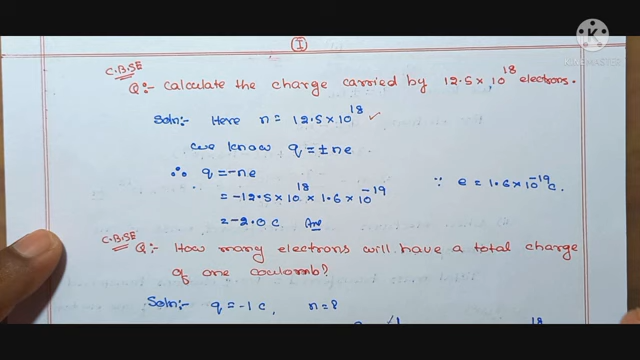 I
C.B.S.E
Q:- Calculate the charge carried by 12.5 × 10^18 electrons.
Soln:- Here n = 12.5 × 10^18 ✓
We know q = ± ne
∴ q = -ne
= -12.5 × 10^18 × 1.6 × 10^-19 ∵ e = 1.6 × 10^-19 C.
= -2.0 C. Ans
C.B.S.E
Q:- How many electrons will have a total charge
of one coulomb?
Soln:- q = -1 C, n = ?
K
KINEMASTER